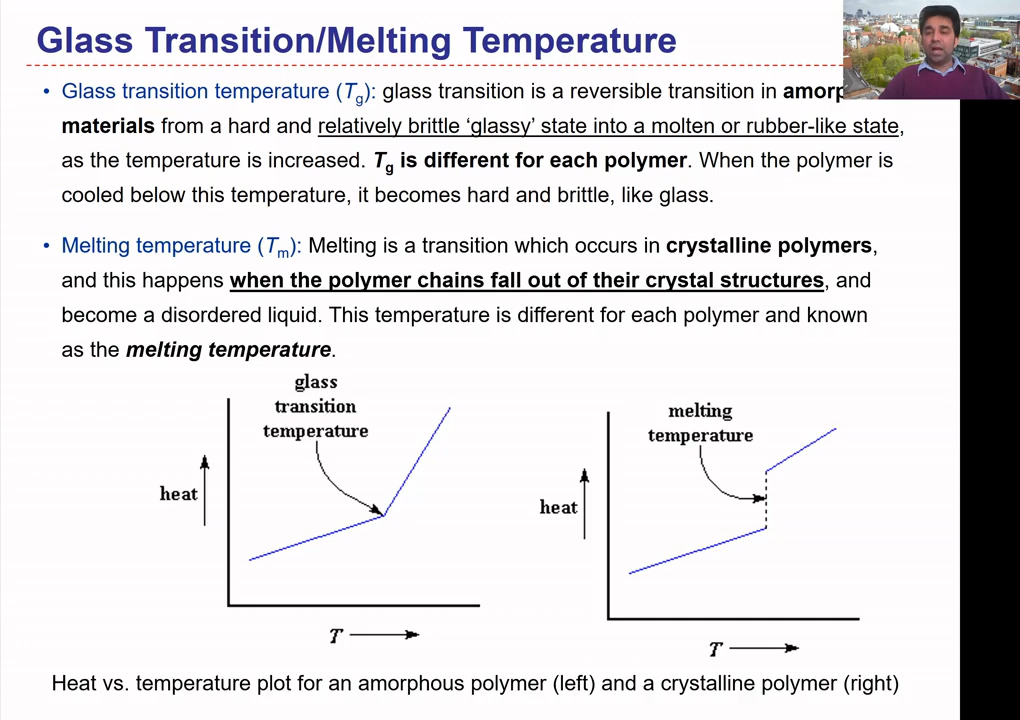 Glass Transition/Melting Temperature
• Glass transition temperature (Tg): glass transition is a reversible transition in
materials from a hard and relatively brittle ‘glassy’ state into a molten or rubber-like state,
as the temperature is increased. Tg is different for each polymer. When the polymer is
cooled below this temperature, it becomes hard and brittle, like glass.
• Melting temperature (Tm): Melting is a transition which occurs in crystalline polymers,
and this happens when the polymer chains fall out of their crystal structures, and
become a disordered liquid. This temperature is different for each polymer and known
as the melting temperature.
glass
transition
temperature
heat
T
melting
temperature
heat
T
Heat vs. temperature plot for an amorphous polymer (left) and a crystalline polymer (right)